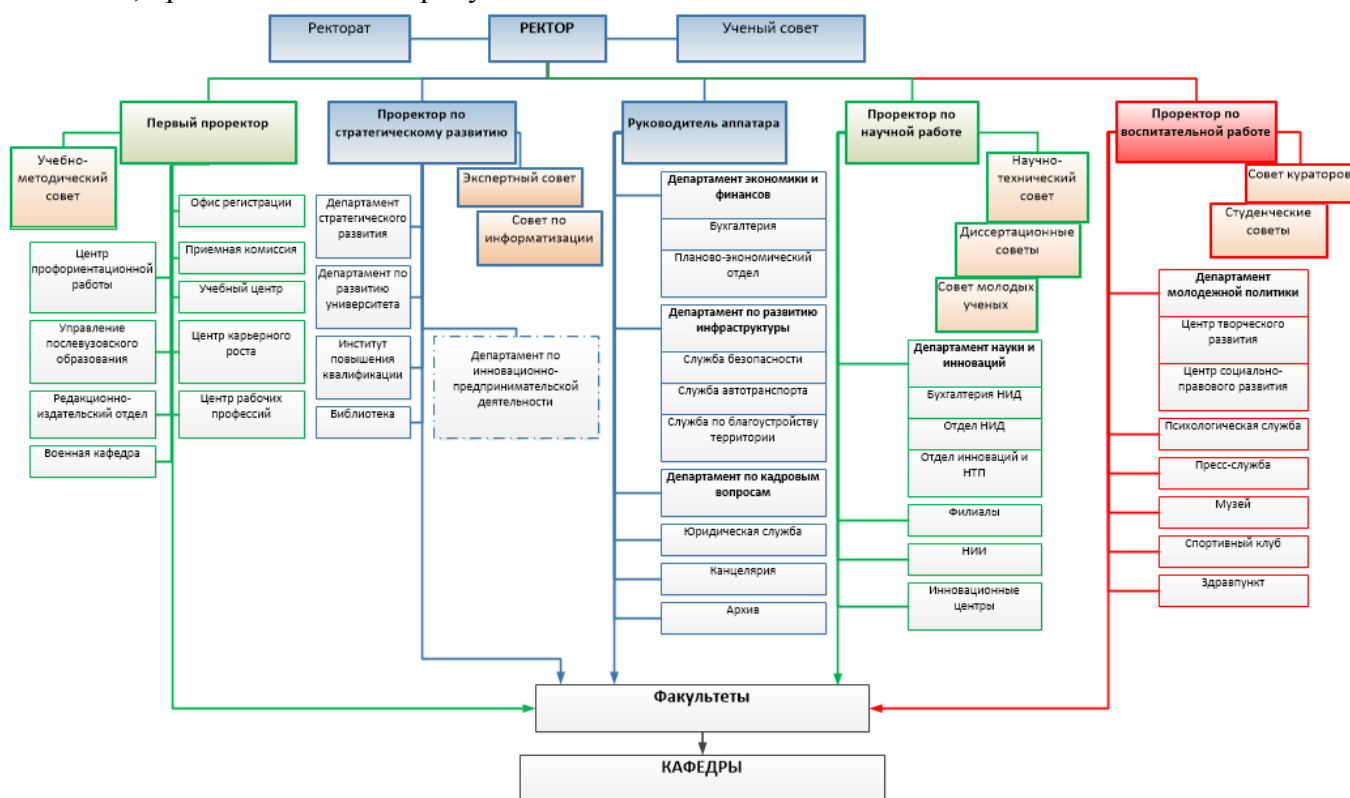 Ректорат
РЕКТОР
Ученый совет
Первый проректор
Учебно-
методический
совет
Офис регистрации
Приемная комиссия
Учебный центр
Центр карьерного
роста
Центр рабочих
профессий
Центр
профориентационной
работы
Управление
послевузовского
образования
Редакционно-
издательский отдел
Военная кафедра
Проректор по
стратегическому развитию
Экспертный совет
Совет по
информатизации
Департамент
стратегического
развития
Департамент по
развитию
университета
Институт
повышения
квалификации
Библиотека
Департамент по
инновационно-
предпринимательской
деятельности
Руководитель аппатара
Департамент экономики и
финансов
Бухгалтерия
Планово-экономический
отдел
Департамент по развитию
инфраструктуры
Служба безопасности
Служба автотранспорта
Служба по благоустройству
территории
Департамент по кадровым
вопросам
Юридическая служба
Канцелярия
Архив
Проректор по
научной работе
Научно-
технический
совет
Диссертационные
советы
Совет молодых
ученых
Департамент науки и
инноваций
Бухгалтерия НИД
Отдел НИД
Отдел инноваций и
НТП
Филиалы
НИИ
Инновационные
центры
Проректор по
воспитательной работе
Совет кураторов
Студенческие
советы
Департамент
молодежной политики
Центр творческого
развития
Центр социально-
правового развития
Психологическая служба
Пресс-служба
Музей
Спортивный клуб
Здравпункт
Факультеты
КАФЕДРЫ